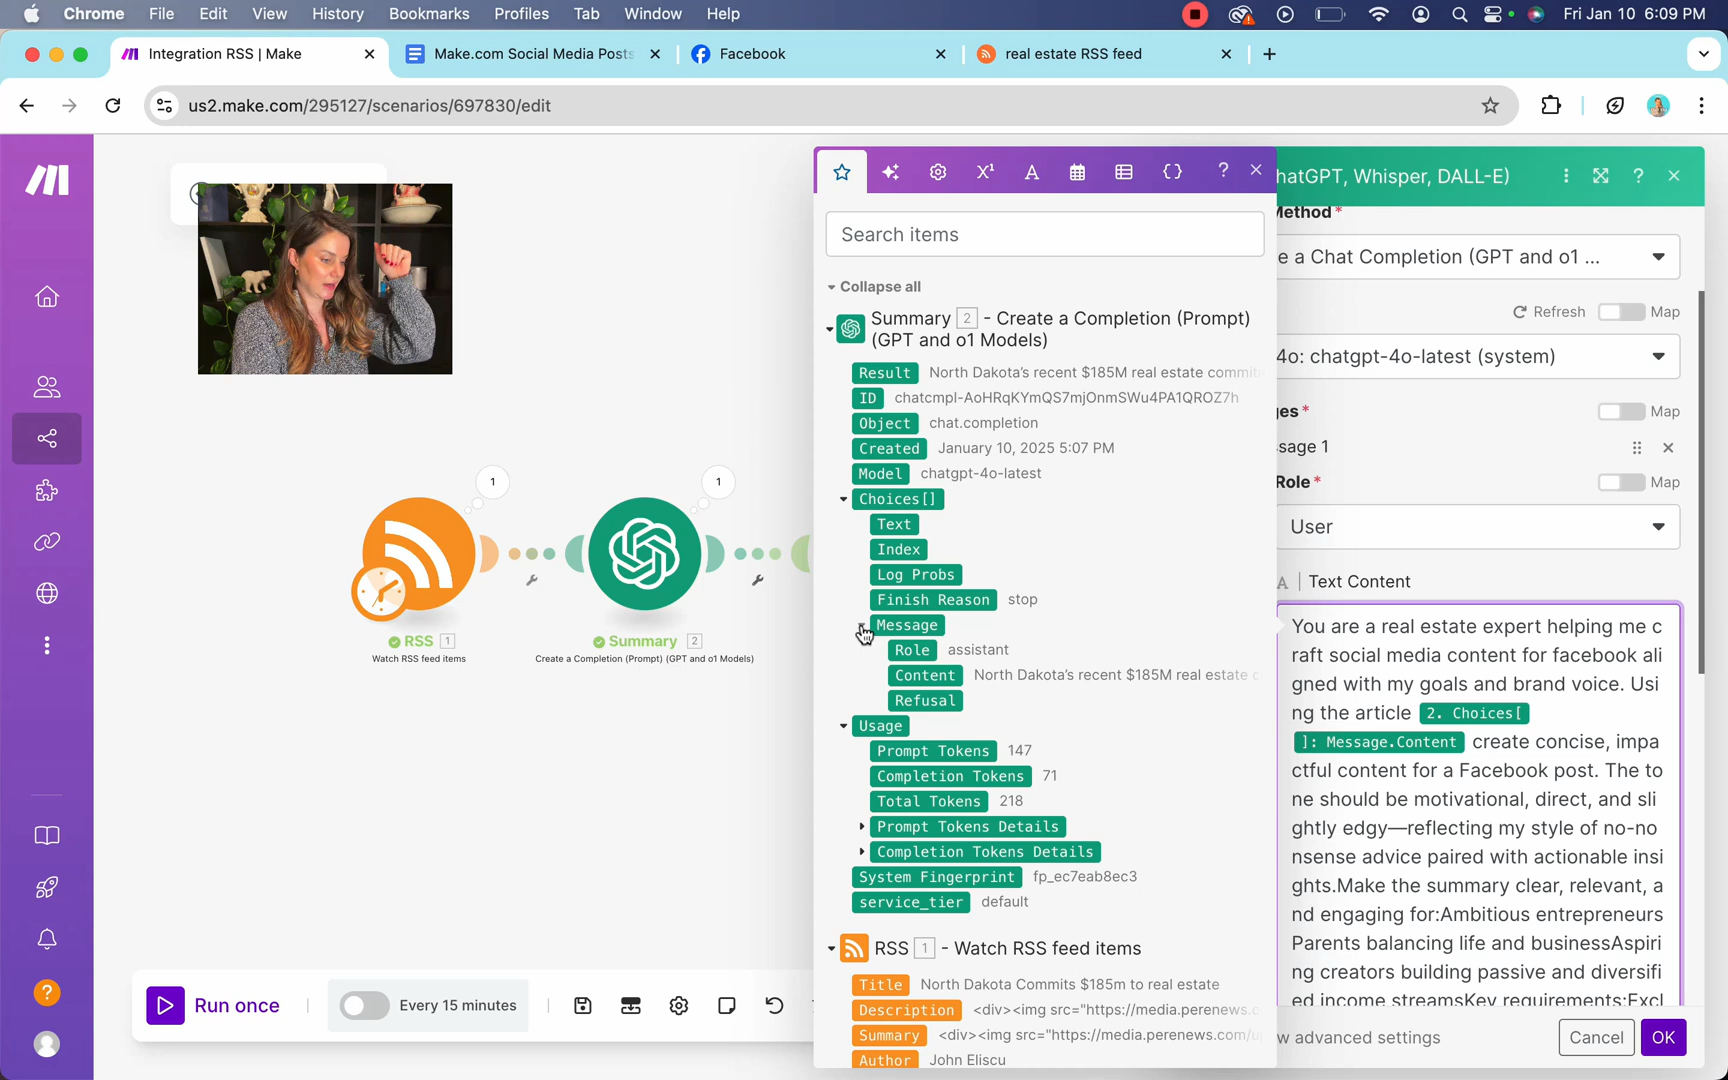 Chrome File Edit View History Bookmarks Profiles Tab Window Help Fri Jan 10 6:09 PM
Integration RSS | Make
Make.com Social Media Posts
Facebook
real estate RSS feed
us2.make.com/295127/scenarios/697830/edit
1
RSS 1
Watch RSS feed items
1
Summary 2
Create a Completion (Prompt) (GPT and o1 Models)
Run once
Every 15 minutes
Search items
Collapse all
Summary 2 - Create a Completion (Prompt)
(GPT and o1 Models)
Result North Dakota's recent $185M real estate commit
ID chatcmpl-AoHRqKYmQS7mjOnmSWu4PA1QROZ7h
Object chat.completion
Created January 10, 2025 5:07 PM
Model chatgpt-4o-latest
Choices[]
Text
Index
Log Probs
Finish Reason stop
Message
Role assistant
Content North Dakota's recent $185M real estate c
Refusal
Usage
Prompt Tokens 147
Completion Tokens 71
Total Tokens 218
Prompt Tokens Details
Completion Tokens Details
System Fingerprint fp_ec7eab8ec3
service_tier default
RSS 1 - Watch RSS feed items
Title North Dakota Commits $185m to real estate
Description <div><img src="https://media.perenews.c
Summary <div><img src="https://media.perenews.com/u
Author John Eliscu
hatGPT, Whisper, DALL-E)
Method*
e a Chat Completion (GPT and o1 ...
Refresh Map
4o: chatgpt-4o-latest (system)
ges* Map
ssage 1
Role* Map
User
A | Text Content
You are a real estate expert helping me c
raft social media content for facebook ali
gned with my goals and brand voice. Usi
ng the article 2. Choices[
]: Message.Content create concise, impa
ctful content for a Facebook post. The to
ne should be motivational, direct, and sli
ghtly edgy—reflecting my style of no-no
nsense advice paired with actionable insi
ghts.Make the summary clear, relevant, a
nd engaging for:Ambitious entrepreneurs
Parents balancing life and businessAspiri
ng creators building passive and diversifi
ed income streamsKey requirements:Excl
w advanced settings
Cancel
OK